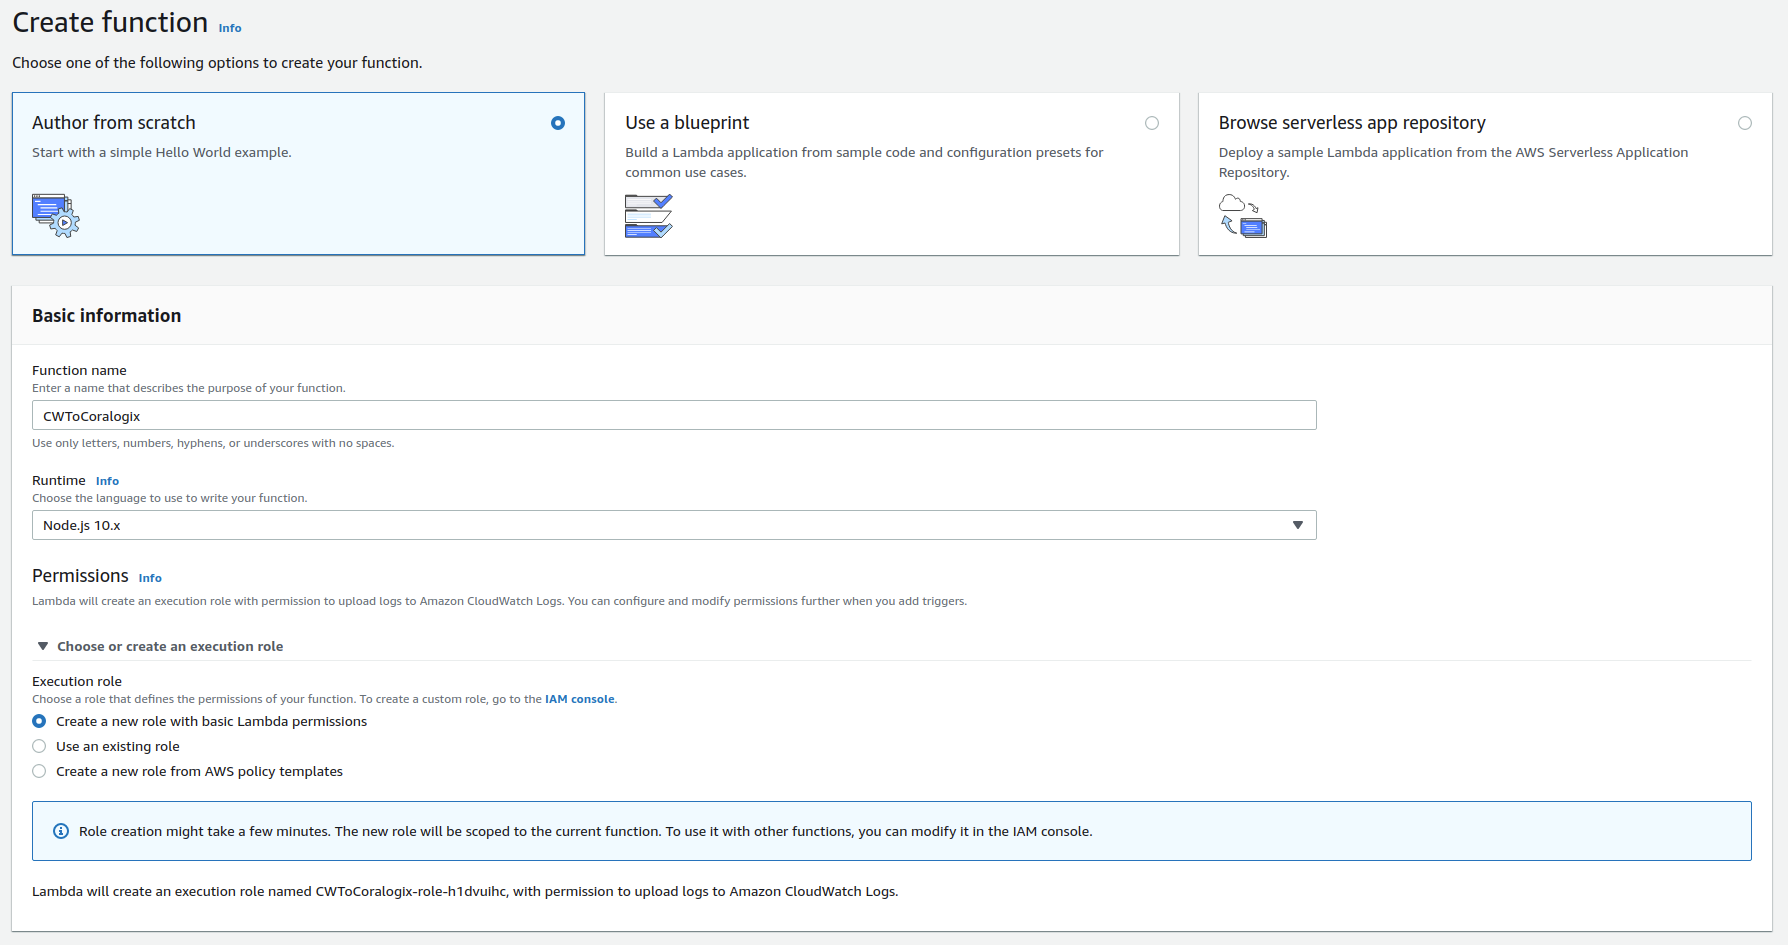 Create function Info
Choose one of the following options to create your function.
Author from scratch
Start with a simple Hello World example.
Use a blueprint
Build a Lambda application from sample code and configuration presets for
common use cases.
Browse serverless app repository
Deploy a sample Lambda application from the AWS Serverless Application
Repository.
Basic information
Function name
Enter a name that describes the purpose of your function.
CWToCoralogix
Use only letters, numbers, hyphens, or underscores with no spaces.
Runtime Info
Choose the language to use to write your function.
Node.js 10.x
Permissions Info
Lambda will create an execution role with permission to upload logs to Amazon CloudWatch Logs. You can configure and modify permissions further when you add triggers.
Choose or create an execution role
Execution role
Choose a role that defines the permissions of your function. To create a custom role, go to the IAM console.
Create a new role with basic Lambda permissions
Use an existing role
Create a new role from AWS policy templates
Role creation might take a few minutes. The new role will be scoped to the current function. To use it with other functions, you can modify it in the IAM console.
Lambda will create an execution role named CWToCoralogix-role-h1dvuihc, with permission to upload logs to Amazon CloudWatch Logs.